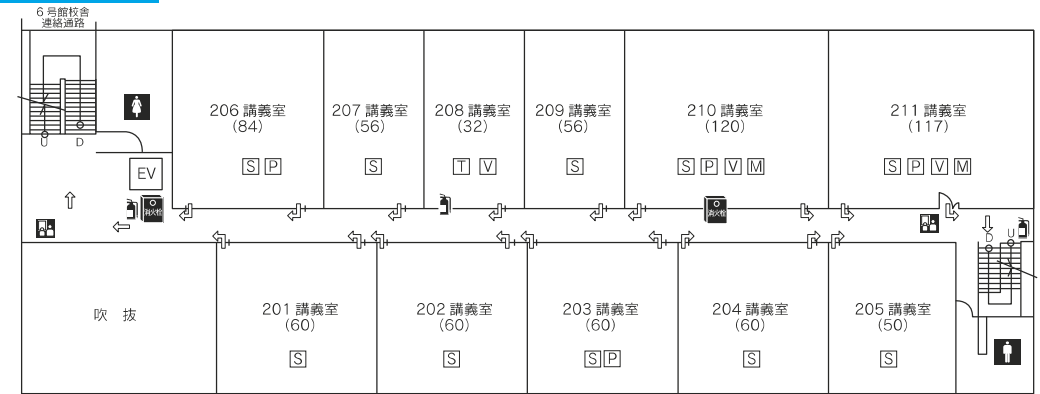 6号館校舎
連絡通路
U D
EV
消火栓
206 講義室
(84)
S P
207 講義室
(56)
S
208 講義室
(32)
T V
209 講義室
(56)
S
210 講義室
(120)
S P V M
消火栓
211 講義室
(117)
S P V M
D U
吹 抜
201 講義室
(60)
S
202 講義室
(60)
S
203 講義室
(60)
S P
204 講義室
(60)
S
205 講義室
(50)
S